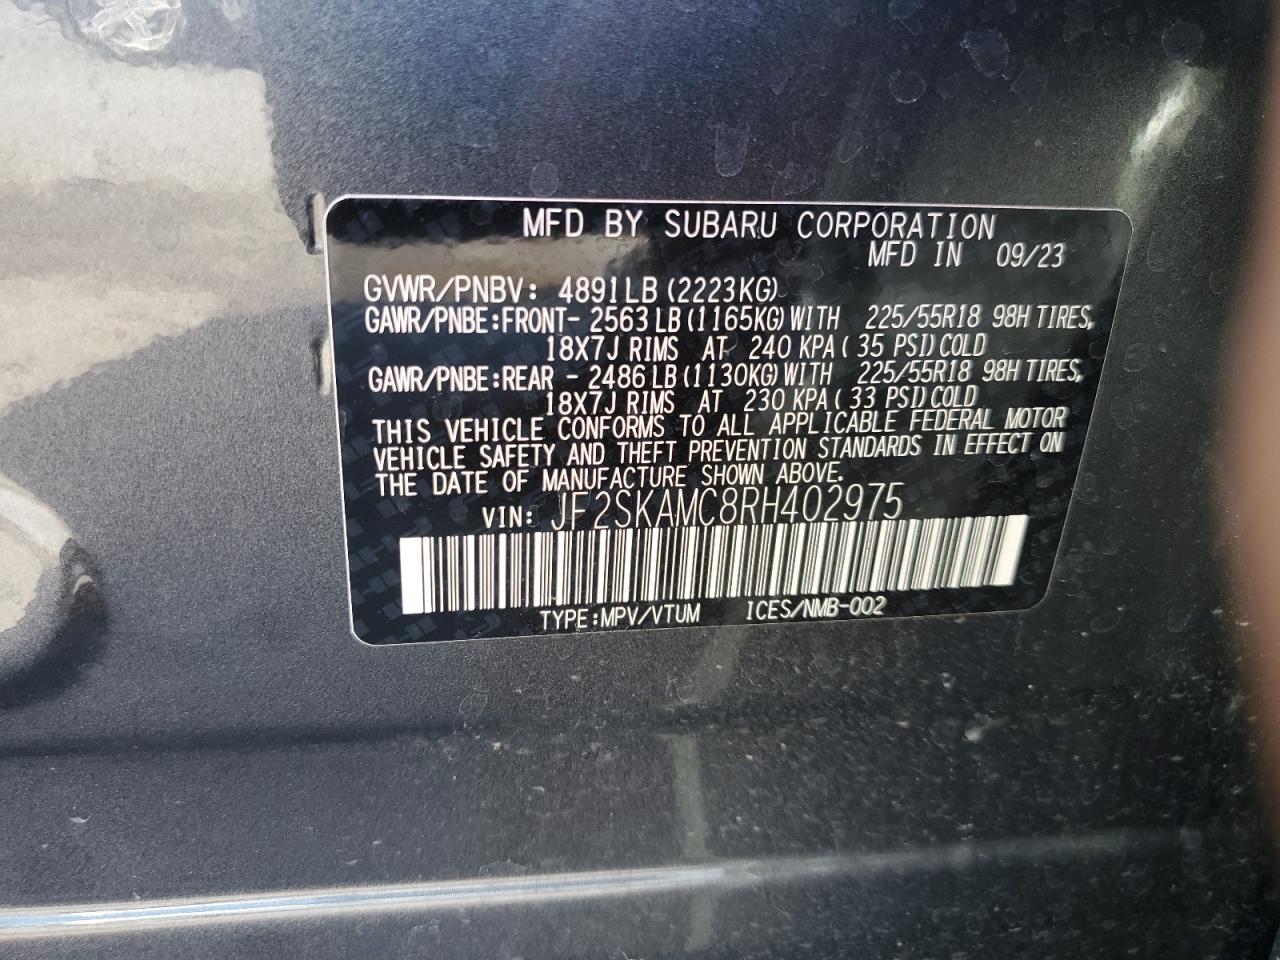 MFD BY SUBARU CORPORATION
MFD IN 09/23
GVWR/PNBV: 4891LB (2223KG)
GAWR/PNBE:FRONT- 2563 LB (1165KG) WITH 225/55R18 98H TIRES,
18X7J RIMS AT 240 KPA ( 35 PSI) COLD
GAWR/PNBE:REAR - 2486 LB (1130KG) WITH 225/55R18 98H TIRES,
18X7J RIMS AT 230 KPA ( 33 PSI) COLD
THIS VEHICLE CONFORMS TO ALL APPLICABLE FEDERAL MOTOR
VEHICLE SAFETY AND THEFT PREVENTION STANDARDS IN EFFECT ON
THE DATE OF MANUFACTURE SHOWN ABOVE.
VIN: JF2SKAMC8RH402975
TYPE:MPV/VTUM ICES/NMB-002